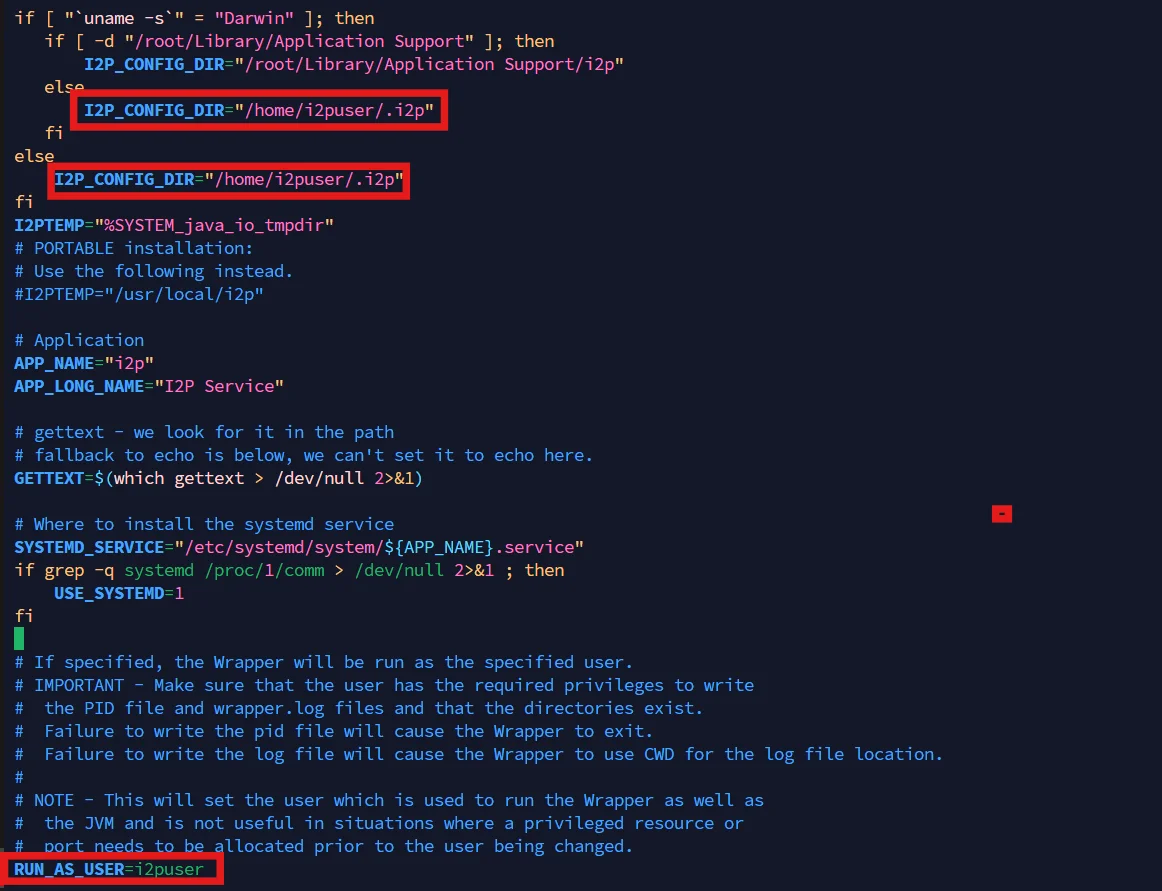 if [ "`uname -s`" = "Darwin" ]; then
   if [ -d "/root/Library/Application Support" ]; then
       I2P_CONFIG_DIR="/root/Library/Application Support/i2p"
   else
       I2P_CONFIG_DIR="/home/i2puser/.i2p"
   fi
else
    I2P_CONFIG_DIR="/home/i2puser/.i2p"
fi
I2PTEMP="%SYSTEM_java_io_tmpdir"
# PORTABLE installation:
# Use the following instead.
#I2PTEMP="/usr/local/i2p"

# Application
APP_NAME="i2p"
APP_LONG_NAME="I2P Service"

# gettext - we look for it in the path
# fallback to echo is below, we can't set it to echo here.
GETTEXT=$(which gettext > /dev/null 2>&1)

# Where to install the systemd service
-
SYSTEMD_SERVICE="/etc/systemd/system/${APP_NAME}.service"
if grep -q systemd /proc/1/comm > /dev/null 2>&1 ; then
    USE_SYSTEMD=1
fi

# If specified, the Wrapper will be run as the specified user.
# IMPORTANT - Make sure that the user has the required privileges to write
#  the PID file and wrapper.log files and that the directories exist.
#  Failure to write the pid file will cause the Wrapper to exit.
#  Failure to write the log file will cause the Wrapper to use CWD for the log file location.
#
# NOTE - This will set the user which is used to run the Wrapper as well as
#  the JVM and is not useful in situations where a privileged resource or
#  port needs to be allocated prior to the user being changed.
RUN_AS_USER=i2puser